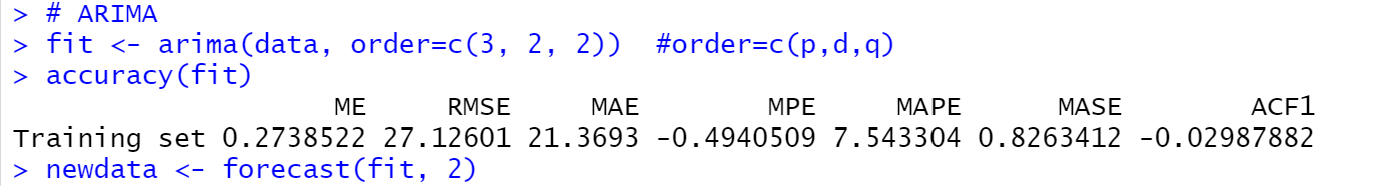 > # ARIMA
> fit <- arima(data, order=c(3, 2, 2))  #order=c(p,d,q)
> accuracy(fit)
                    ME     RMSE     MAE        MPE     MAPE      MASE        ACF1
Training set 0.2738522 27.12601 21.3693 -0.4940509 7.543304 0.8263412 -0.02987882
> newdata <- forecast(fit, 2)